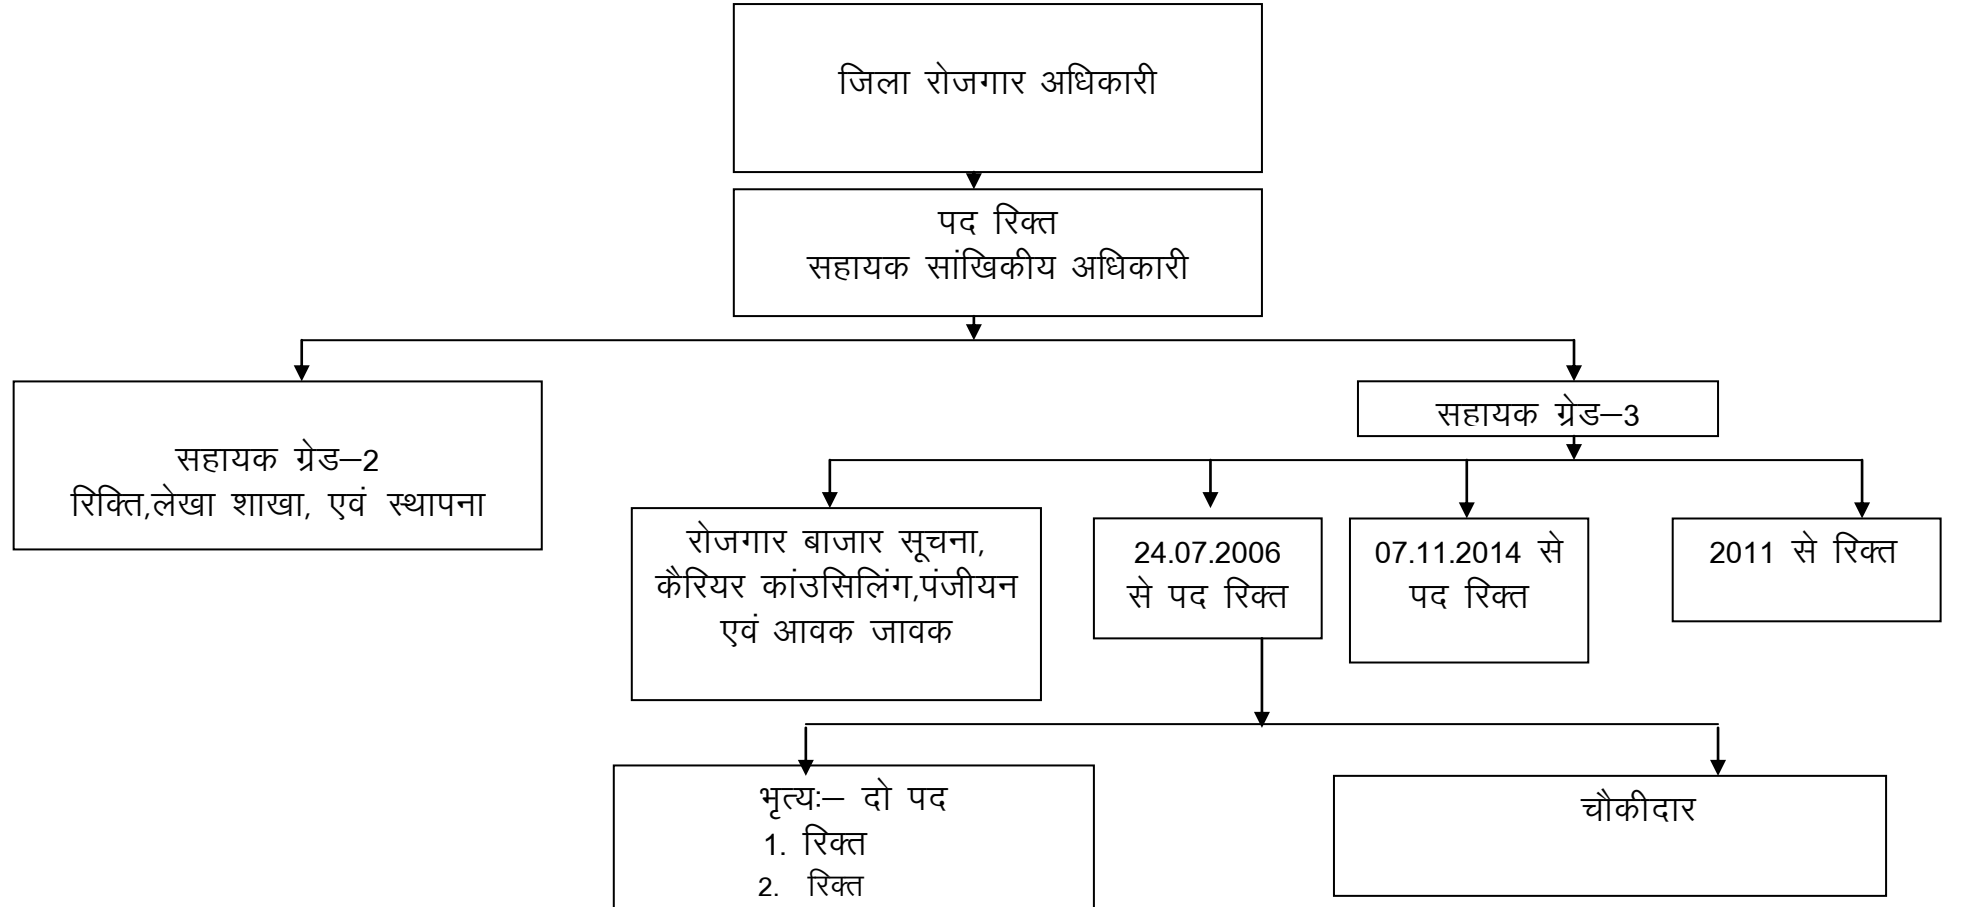 जिला रोजगार अधिकारी
पद रिक्त
सहायक सांखिकीय अधिकारी
सहायक ग्रेड–2
रिक्ति,लेखा शाखा, एवं स्थापना
सहायक ग्रेड–3
रोजगार बाजार सूचना,
कैरियर कांउसिलिंग,पंजीयन
एवं आवक जावक
24.07.2006
से पद रिक्त
07.11.2014 से
पद रिक्त
2011 से रिक्त
भृत्यः– दो पद
1. रिक्त
2. रिक्त
चौकीदार